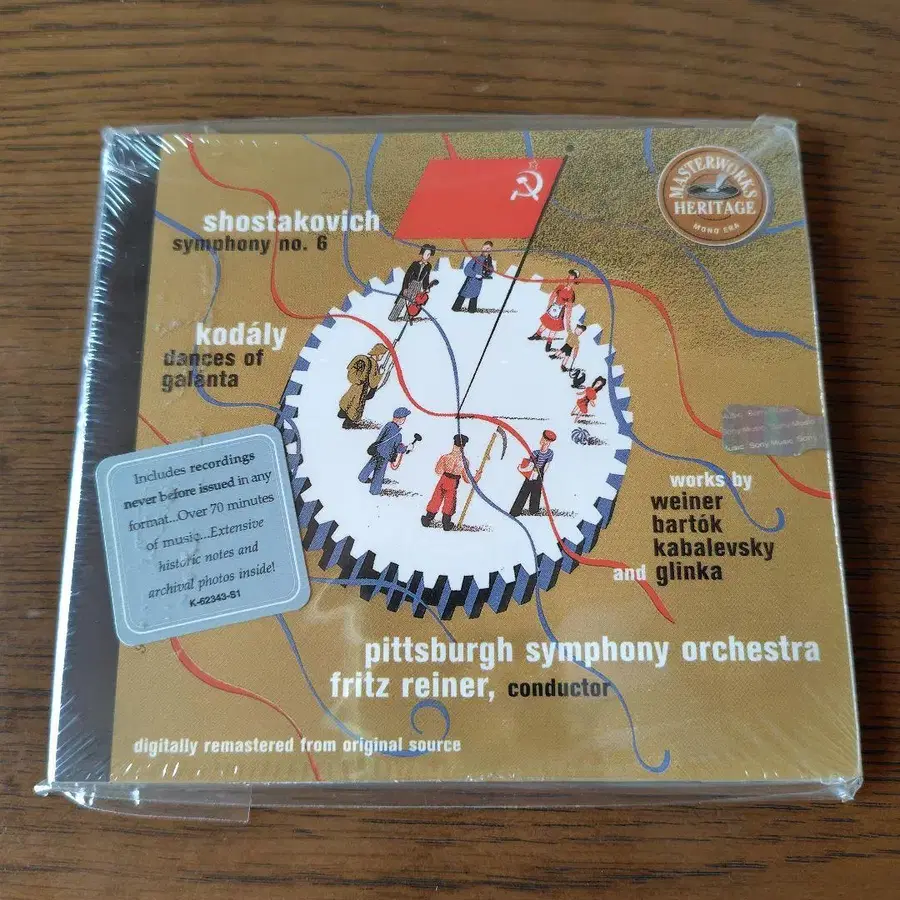 shostakovich
symphony no. 6
MASTERWORKS
HERITAGE
MONO ERA
kodály
dances of
galánta
Includes recordings
never before issued in any
format...Over 70 minutes
of music...Extensive
historic notes and
archival photos inside!
K-62343-S1
works by
weiner
bartók
kabalevsky
and glinka
pittsburgh symphony orchestra
fritz reiner, conductor
digitally remastered from original source